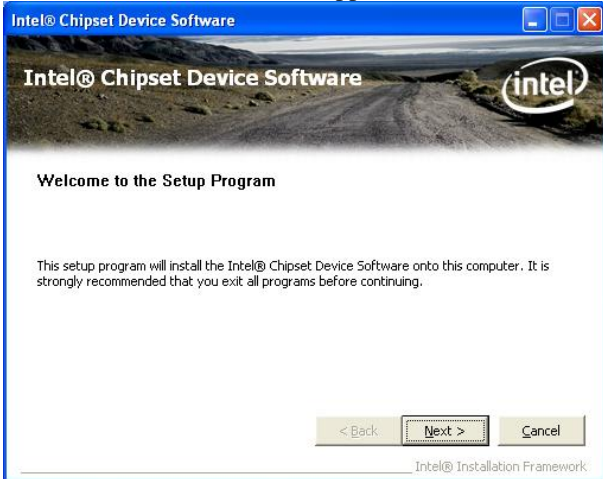 Intel® Chipset Device Software
Intel® Chipset Device Software
intel
Welcome to the Setup Program
This setup program will install the Intel® Chipset Device Software onto this computer. It is
strongly recommended that you exit all programs before continuing.
< Back
Next >
Cancel
Intel® Installation Framework